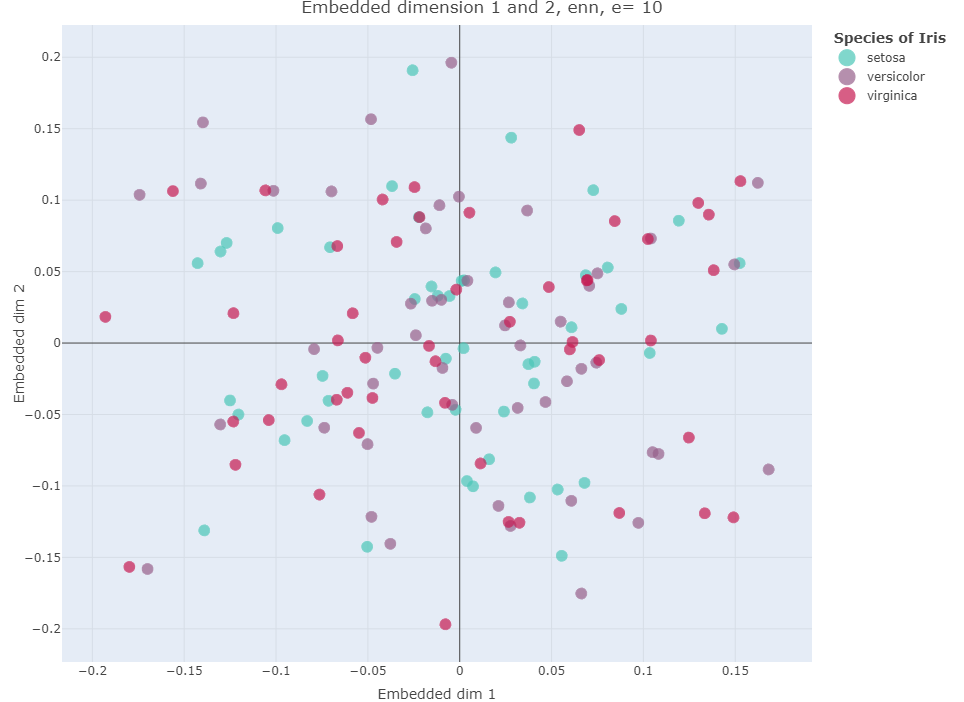 Embedded dimension 1 and 2, enn, e= 10
Species of Iris
setosa
versicolor
virginica
0.2
0.15
0.1
0.05
0
−0.05
−0.1
−0.15
−0.2
Embedded dim 2
−0.2 −0.15 −0.1 −0.05 0 0.05 0.1 0.15
Embedded dim 1